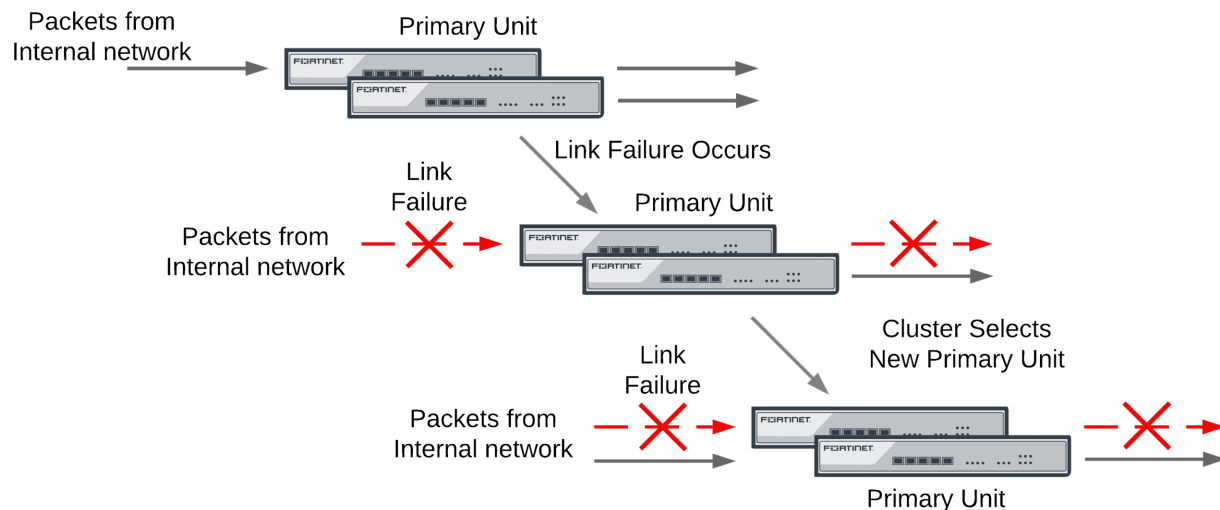 Packets from
Internal network
Primary Unit
FORTINET
FORTINET
Link Failure Occurs
Link
Failure
Primary Unit
Packets from
Internal network
FORTINET
FORTINET
Cluster Selects
New Primary Unit
Link
Failure
Packets from
Internal network
FORTINET
FORTINET
Primary Unit